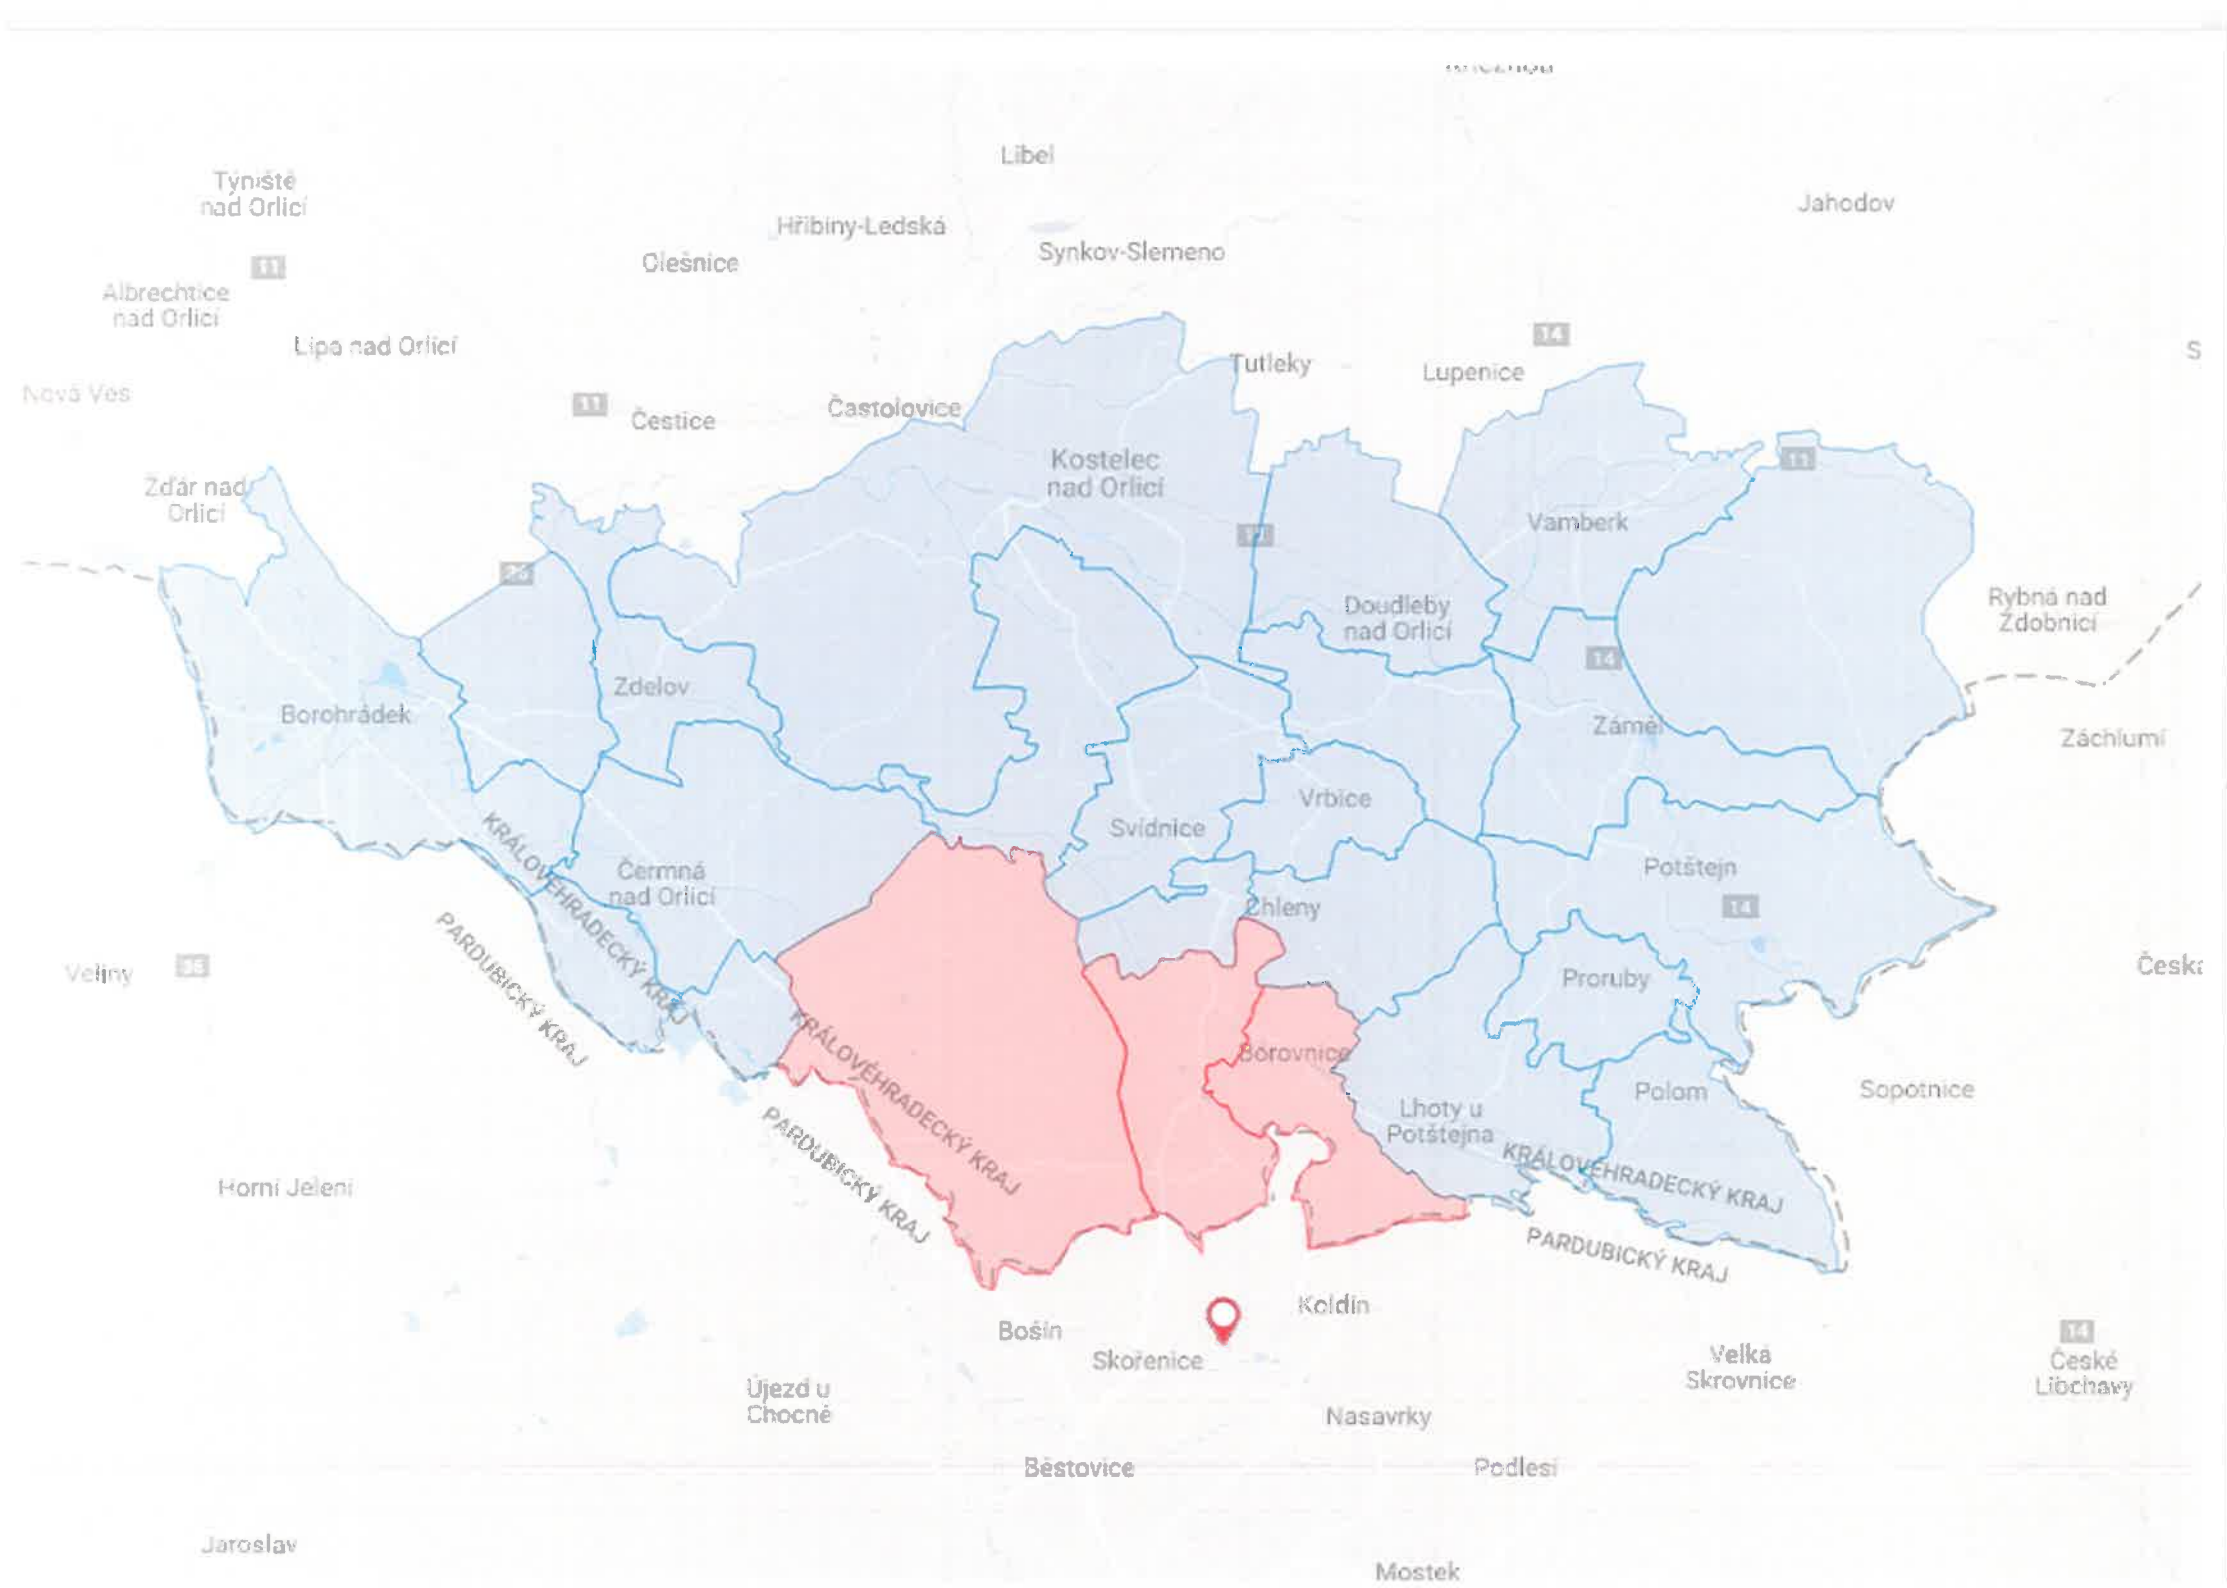 Libel
Týniště
nad Orlicí
Jahodov
Hřibiny-Ledská
Synkov-Slemeno
Olešnice
11
Albrechtice
nad Orlicí
14
Lípa nad Orlicí
S
Tutleky
Lupenice
Nová Ves
11
Čestice
Častolovice
Kostelec
nad Orlicí
11
Žďár nad
Orlicí
Vamberk
11
36
Rybná nad
Zdobnicí
Doudleby
nad Orlicí
14
Zdelov
Borohrádek
Záměl
Záchlumí
Vrbice
Svídnice
KRÁLOVÉHRADECKÝ KRAJ
PARDUBICKÝ KRAJ
Čermná
nad Orlicí
Potštejn
14
Chleny
Veliny
36
Proruby
Česká
KRÁLOVÉHRADECKÝ KRAJ
PARDUBICKÝ KRAJ
Borovnice
Polom
Sopotnice
Lhoty u
Potštejna
KRÁLOVÉHRADECKÝ KRAJ
PARDUBICKÝ KRAJ
Horní Jelení
Koldín
Bošín
Skořenice
14
Velká
Skrovnice
České
Libchavy
Újezd u
Chocně
Nasavrky
Běstovice
Podlesí
Jaroslav
Mostek